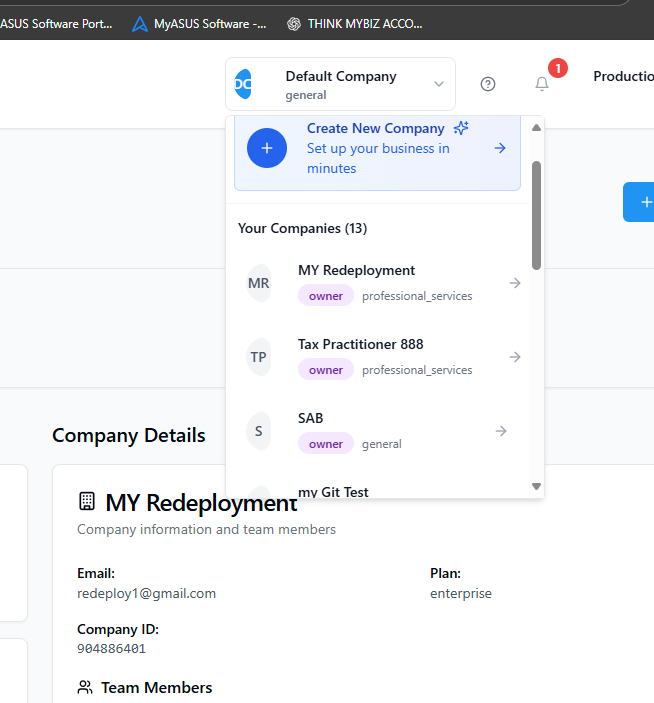 ASUS Software Port...
MyASUS Software -...
THINK MYBIZ ACCO...
DC
Default Company
general
1
Productio
Create New Company
Set up your business in
minutes
Your Companies (13)
MR
MY Redeployment
owner
professional_services
TP
Tax Practitioner 888
owner
professional_services
S
SAB
owner
general
my Git Test
Company Details
MY Redeployment
Company information and team members
Email:
redeploy1@gmail.com
Plan:
enterprise
Company ID:
904886401
Team Members